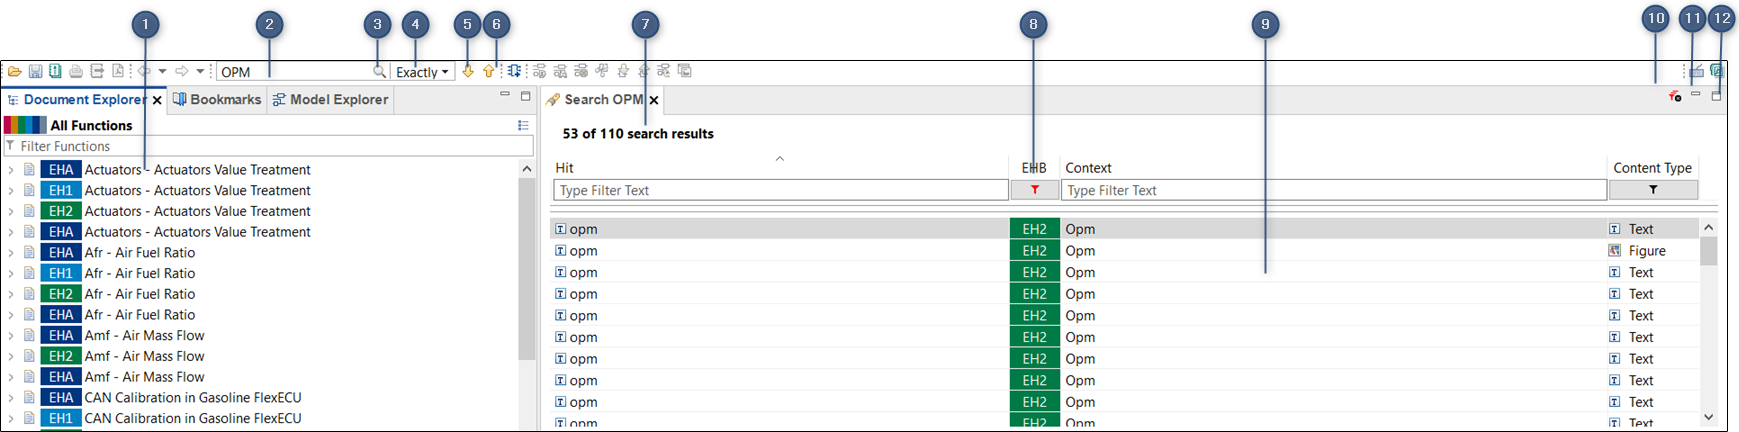 1 2 3 4 5 6 7 8 9 10 11 12
OPM Exactly
Document Explorer Bookmarks Model Explorer
All Functions
Filter Functions
EHA Actuators - Actuators Value Treatment
EH1 Actuators - Actuators Value Treatment
EH2 Actuators - Actuators Value Treatment
EHA Actuators - Actuators Value Treatment
EHA Afr - Air Fuel Ratio
EH1 Afr - Air Fuel Ratio
EH2 Afr - Air Fuel Ratio
EHA Afr - Air Fuel Ratio
EHA Amf - Air Mass Flow
EH2 Amf - Air Mass Flow
EHA Amf - Air Mass Flow
EHA CAN Calibration in Gasoline FlexECU
EH1 CAN Calibration in Gasoline FlexECU
Search OPM
53 of 110 search results
Hit EHB Context Content Type
Type Filter Text Type Filter Text
opm EH2 Opm Text
opm EH2 Opm Figure
opm EH2 Opm Text
opm EH2 Opm Text
opm EH2 Opm Text
opm EH2 Opm Text
opm EH2 Opm Text
opm EH2 Opm Text
opm EH2 Opm Text
opm EH2 Opm Text